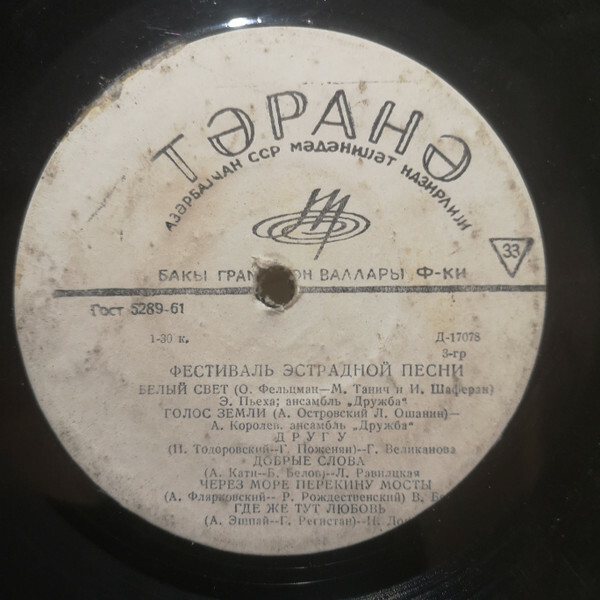 ТӘРАНӘ
АЗӘРБАЈЧАН ССР МӘДӘНИЈЈӘТ НАЗИРЛИЈИ
33
БАКЫ ГРАМ ОН ВАЛЛАРЫ Ф-КИ
Гост 5289-61
1-30 к.
Д-17078
3-гр
ФЕСТИВАЛЬ ЭСТРАДНОЙ ПЕСНИ
БЕЛЫЙ СВЕТ (О. Фельцман—М. Танич и И. Шаферан)
Э. Пьеха; ансамбль „Дружба"
ГОЛОС ЗЕМЛИ (А. Островский Л. Ошанин)—
А. Королев. ансамбль „Дружба"
ДРУГУ
(П. Тодоровский—Г. Поженян)—Г. Великанова
ДОБРЫЕ СЛОВА
(А. Кати—Б. Белов)—Л. Равицкая
ЧЕРЕЗ МОРЕ ПЕРЕКИНУ МОСТЫ
(А. Флярковский—Р. Рождественский) В.
ГДЕ ЖЕ ТУТ ЛЮБОВЬ
(А. Эшпай—Г. Регистан)—